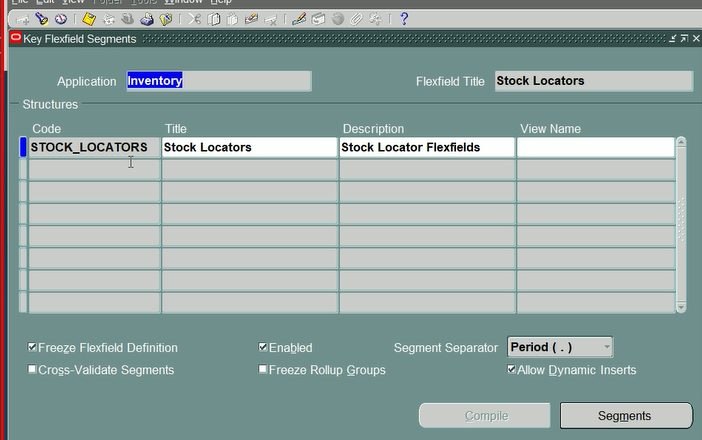 File Edit View Folder Tools Window Help
Key Flexfield Segments
Application Inventory Flexfield Title Stock Locators
Structures
Code Title Description View Name
STOCK_LOCATORS Stock Locators Stock Locator Flexfields
Freeze Flexfield Definition Enabled Segment Separator Period ( . )
Cross-Validate Segments Freeze Rollup Groups Allow Dynamic Inserts
Compile Segments